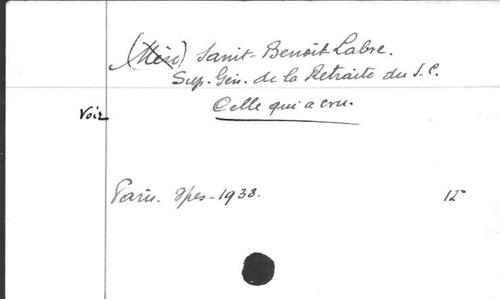 (Mère) Saint-Benoît Labre.
Sup. Gén. de la Retraite du S.C.
Celle qui a cru.
Voir
Paris. Spes-1938.
12